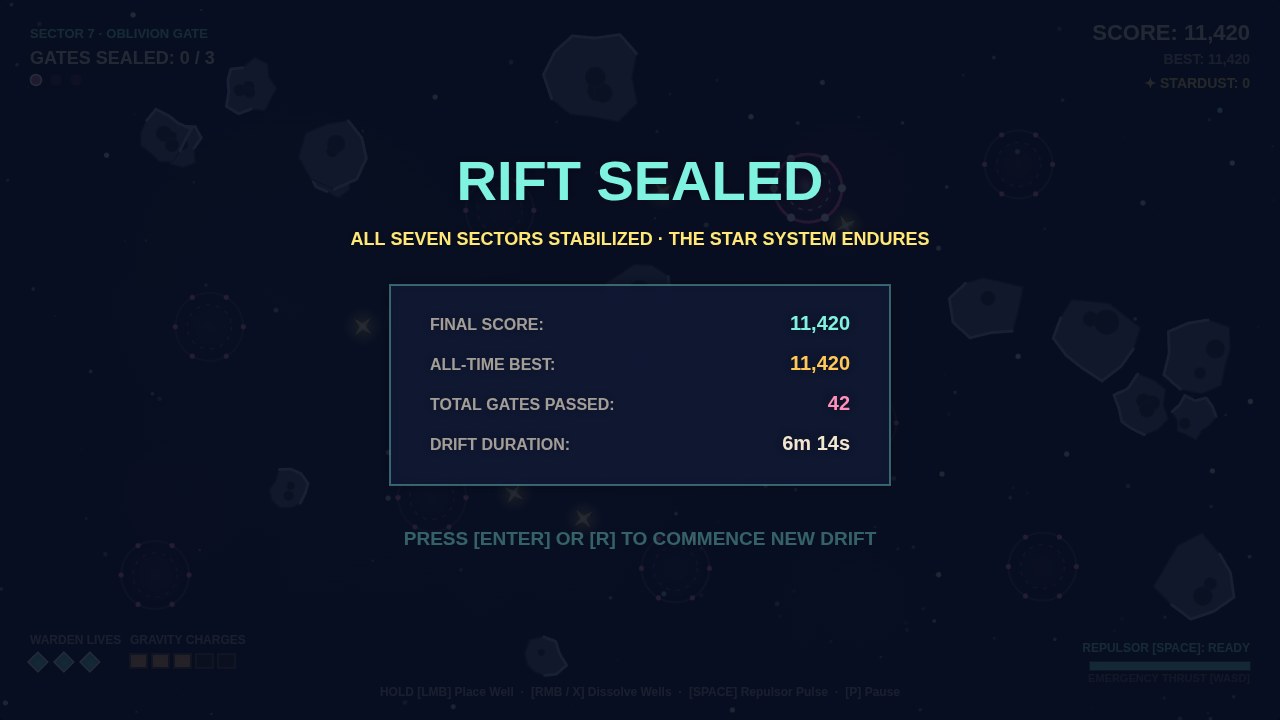 SECTOR 7 · OBLIVION GATE
GATES SEALED: 0 / 3
SCORE: 11,420
BEST: 11,420
✦ STARDUST: 0
RIFT SEALED
ALL SEVEN SECTORS STABILIZED · THE STAR SYSTEM ENDURES
FINAL SCORE: 11,420
ALL-TIME BEST: 11,420
TOTAL GATES PASSED: 42
DRIFT DURATION: 6m 14s
PRESS [ENTER] OR [R] TO COMMENCE NEW DRIFT
WARDEN LIVES GRAVITY CHARGES
REPULSOR [SPACE]: READY
EMERGENCY THRUST [WASD]
HOLD [LMB] Place Well · [RMB / X] Dissolve Wells · [SPACE] Repulsor Pulse · [P] Pause